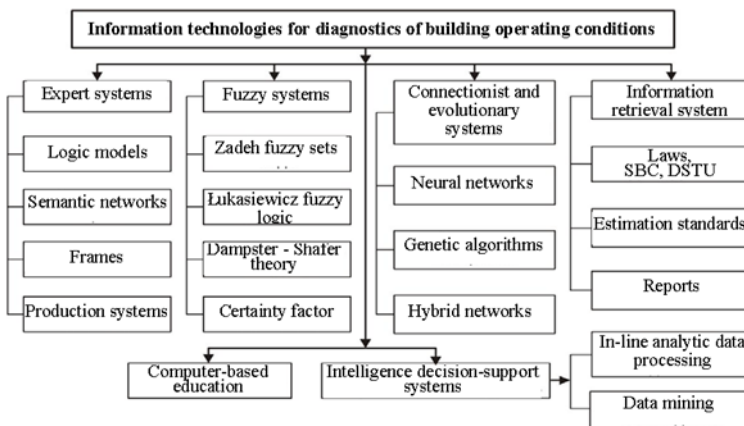 Information technologies for diagnostics of building operating conditions
Expert systems
Logic models
Semantic networks
Frames
Production systems
Fuzzy systems
Zadeh fuzzy sets
Łukasiewicz fuzzy
logic
Dampster - Shafer
theory
Certainty factor
Connectionist and
evolutionary
systems
Neural networks
Genetic algorithms
Hybrid networks
Information
retrieval system
Laws,
SBC, DSTU
Estimation standards
Reports
Computer-based
education
Intelligence decision-support
systems
In-line analytic data
processing
Data mining